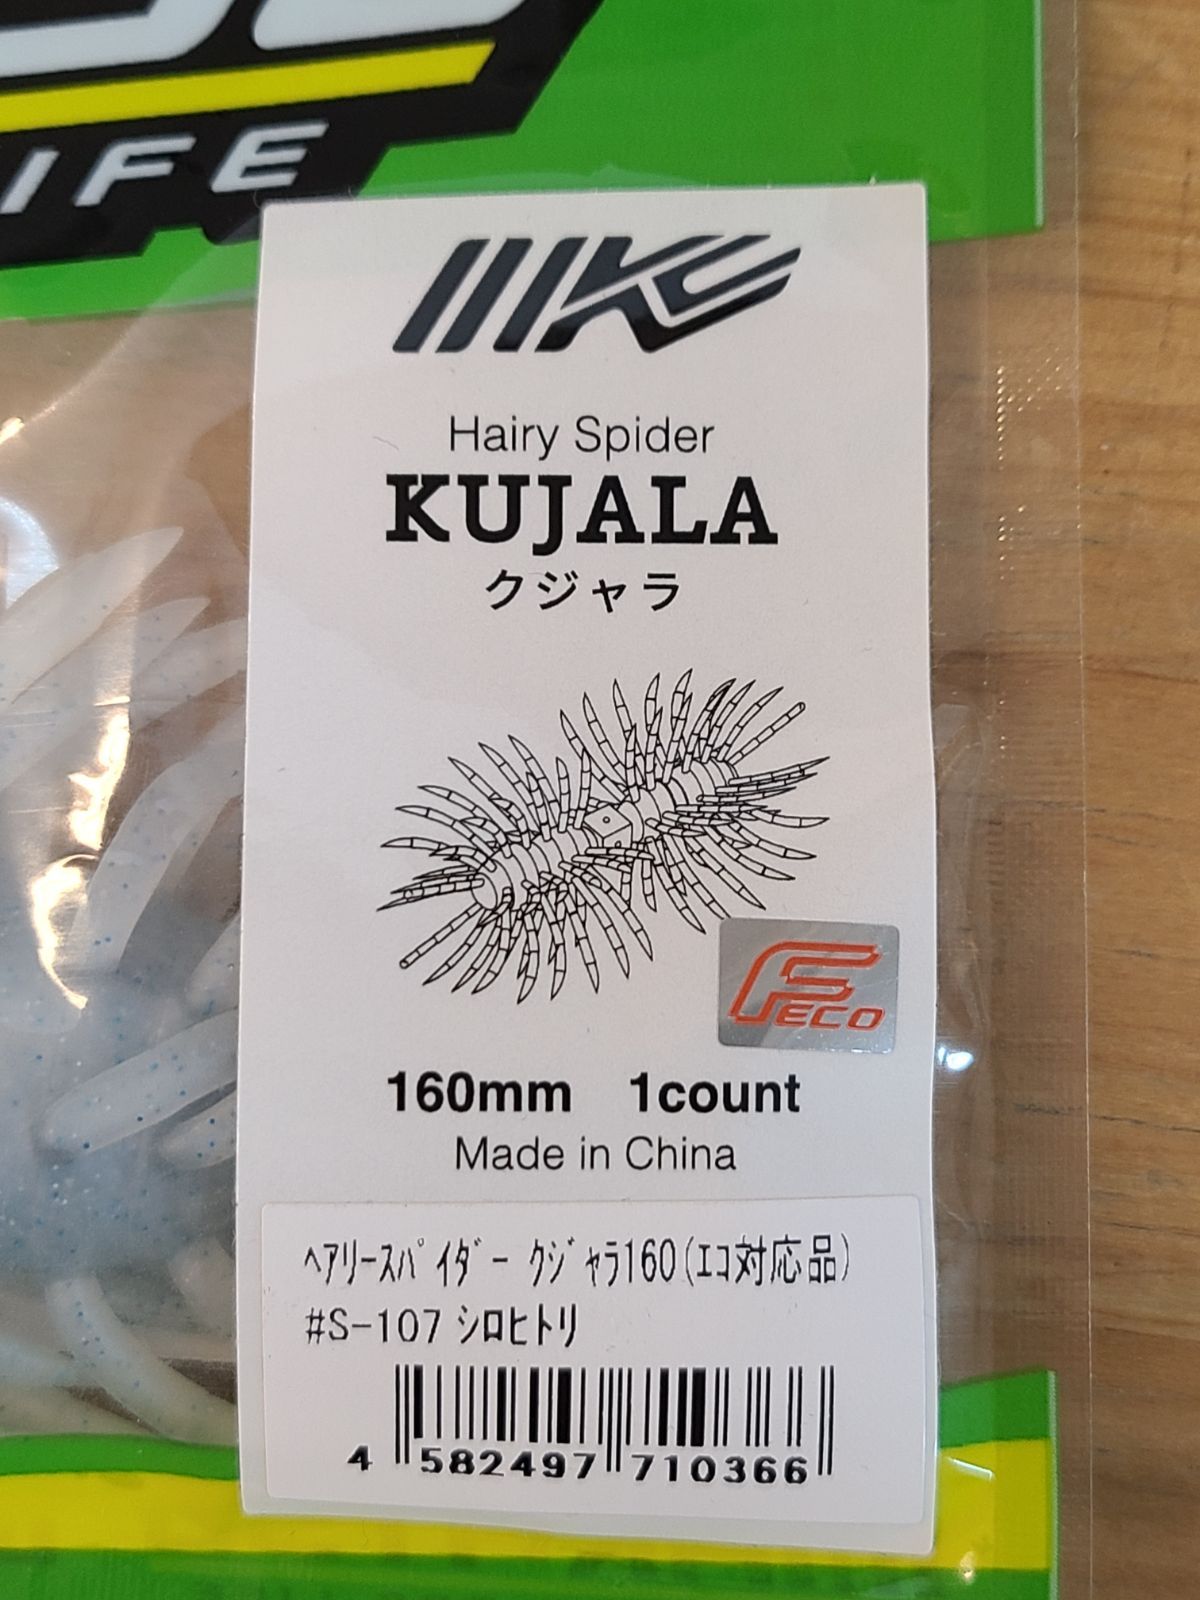 IFE
IIIKC
Hairy Spider
KUJALA
クジャラ
FECO
160mm 1count
Made in China
ﾍｱﾘｰｽﾊﾟｲﾀﾞｰ ｸｼﾞｬﾗ160(ｴｺ対応品)
#S-107 ｼﾛﾋﾄﾘ
4 582497 710366